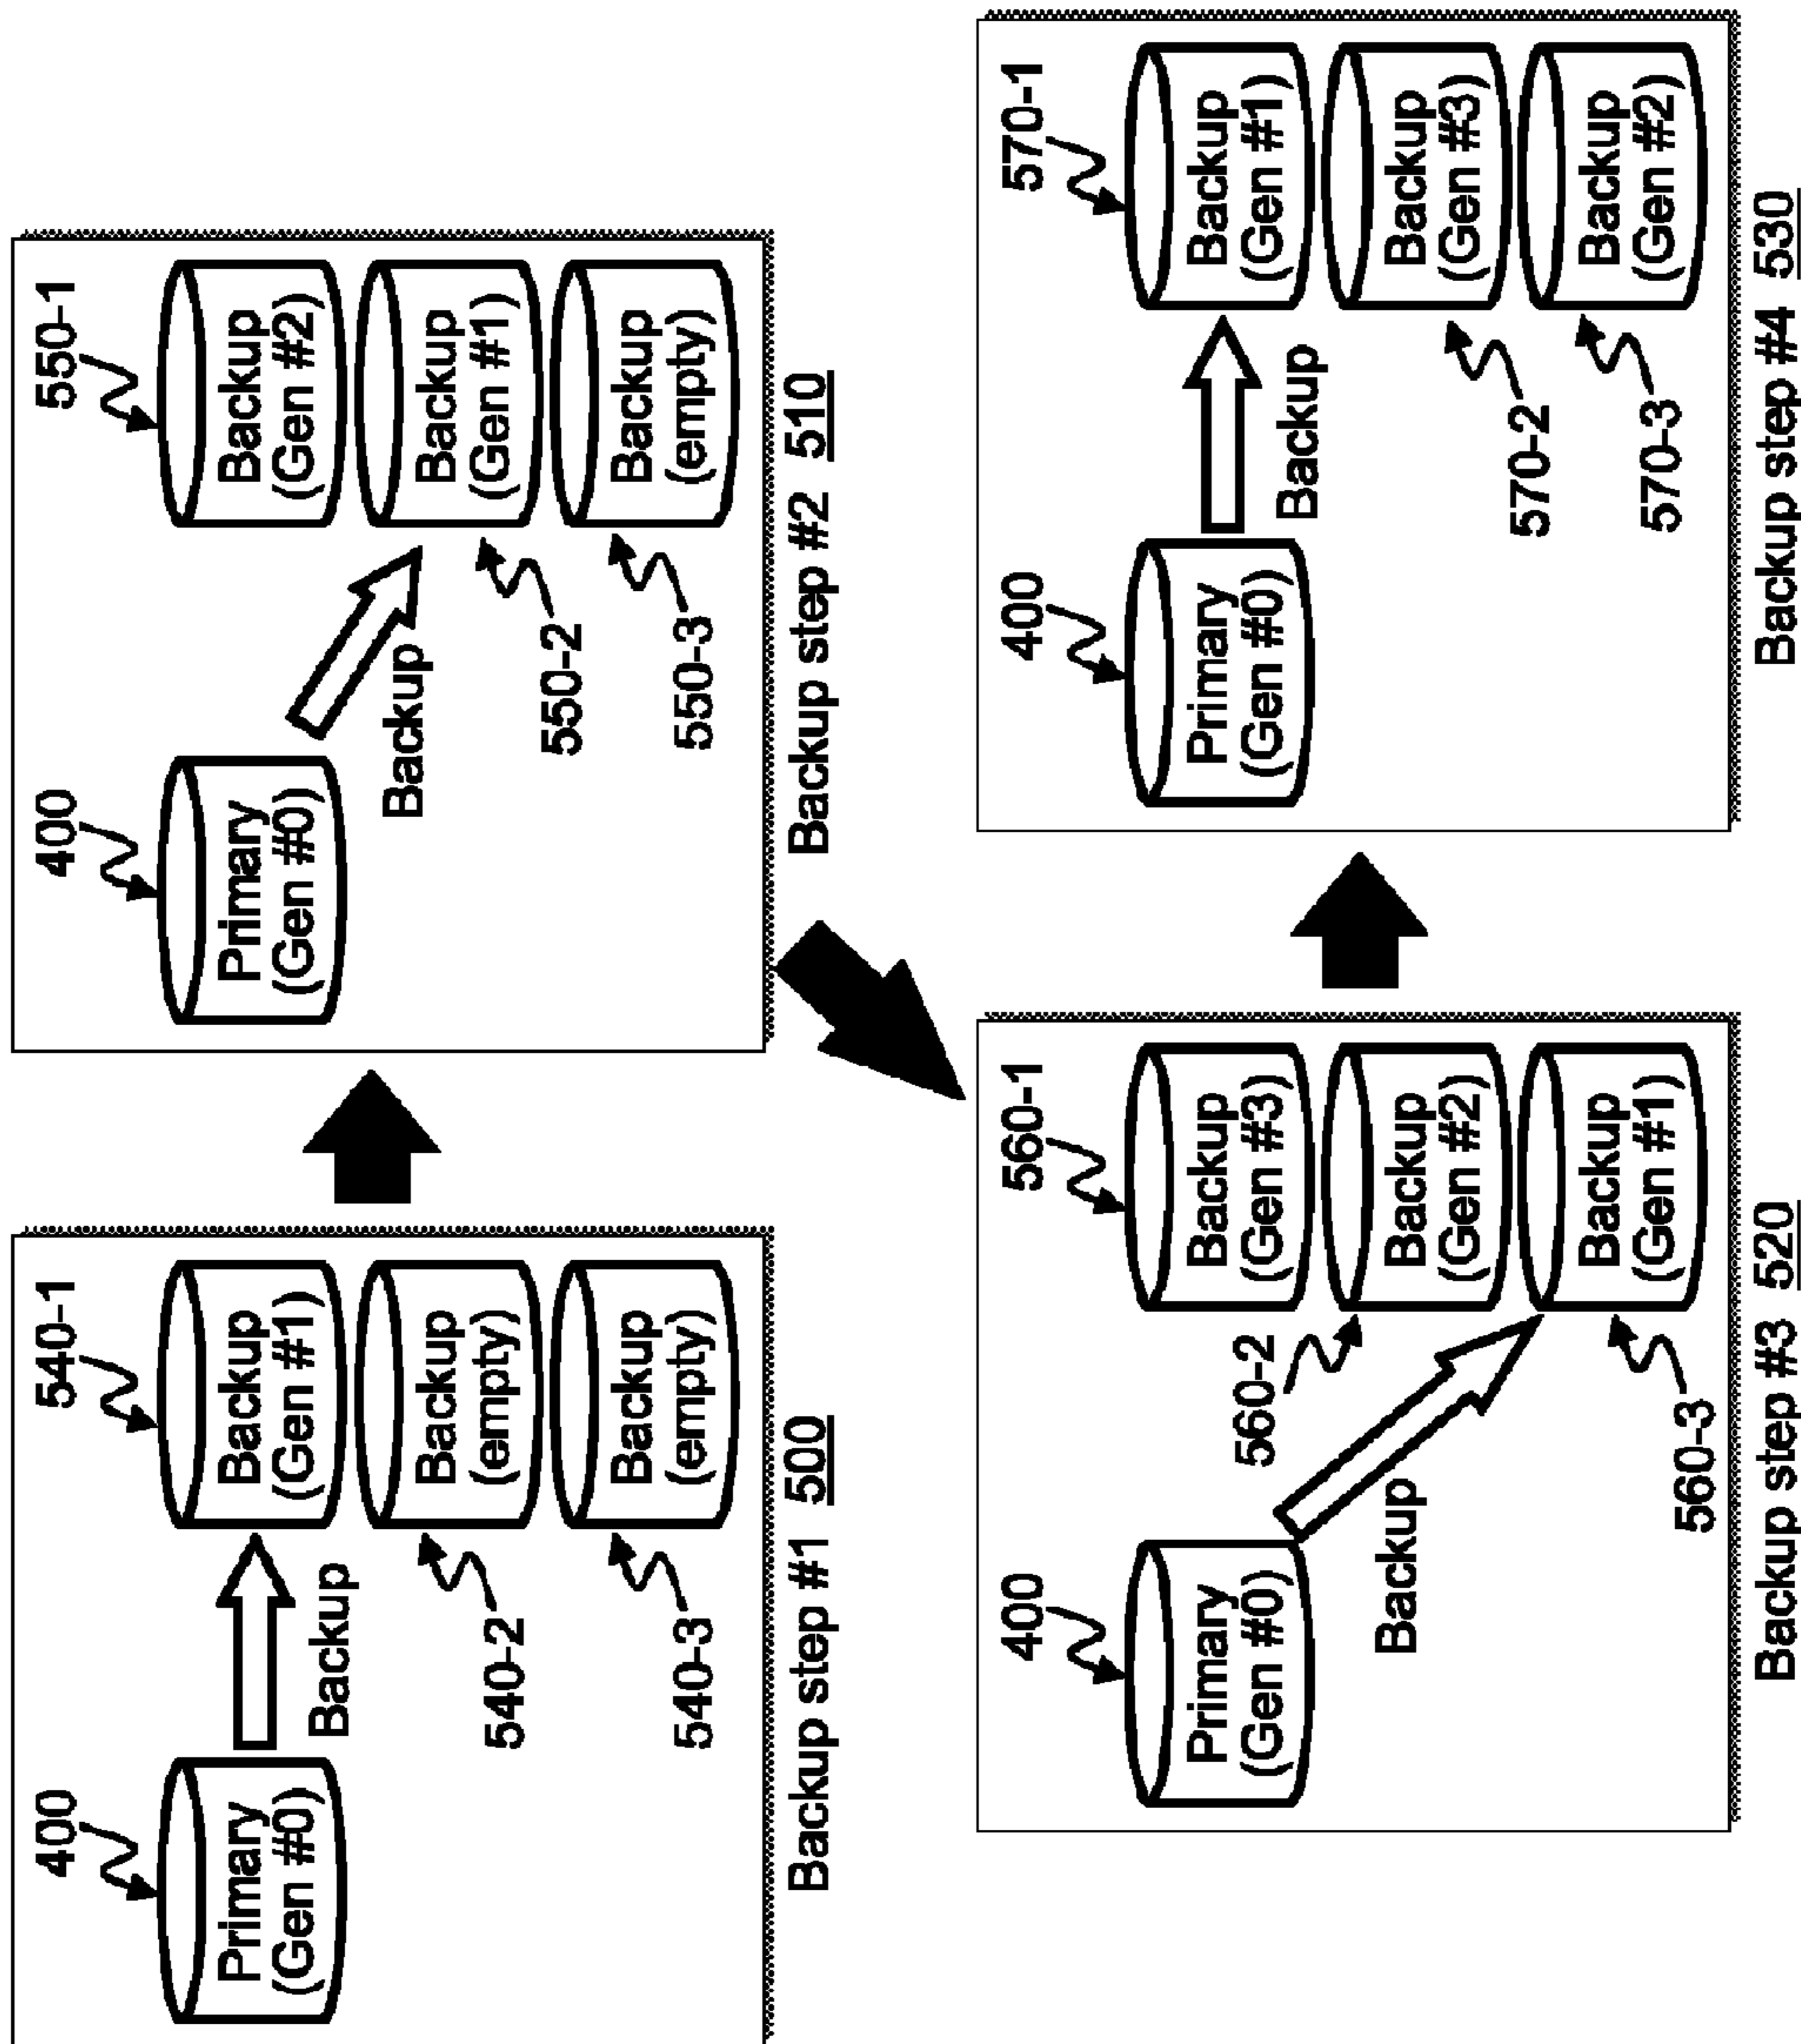 400
540-1
Primary
(Gen #0)
Backup
Backup
(Gen #1)
540-2
Backup
(empty)
540-3
Backup
(empty)
Backup step #1 500
400
550-1
Primary
(Gen #0)
Backup
Backup
(Gen #2)
550-2
Backup
(Gen #1)
550-3
Backup
(empty)
Backup step #2 510
400
560-1
Primary
(Gen #0)
Backup
Backup
(Gen #3)
560-2
Backup
(Gen #2)
560-3
Backup
(Gen #1)
Backup step #3 520
400
570-1
Primary
(Gen #0)
Backup
Backup
(Gen #1)
570-2
Backup
(Gen #3)
570-3
Backup
(Gen #2)
Backup step #4 530